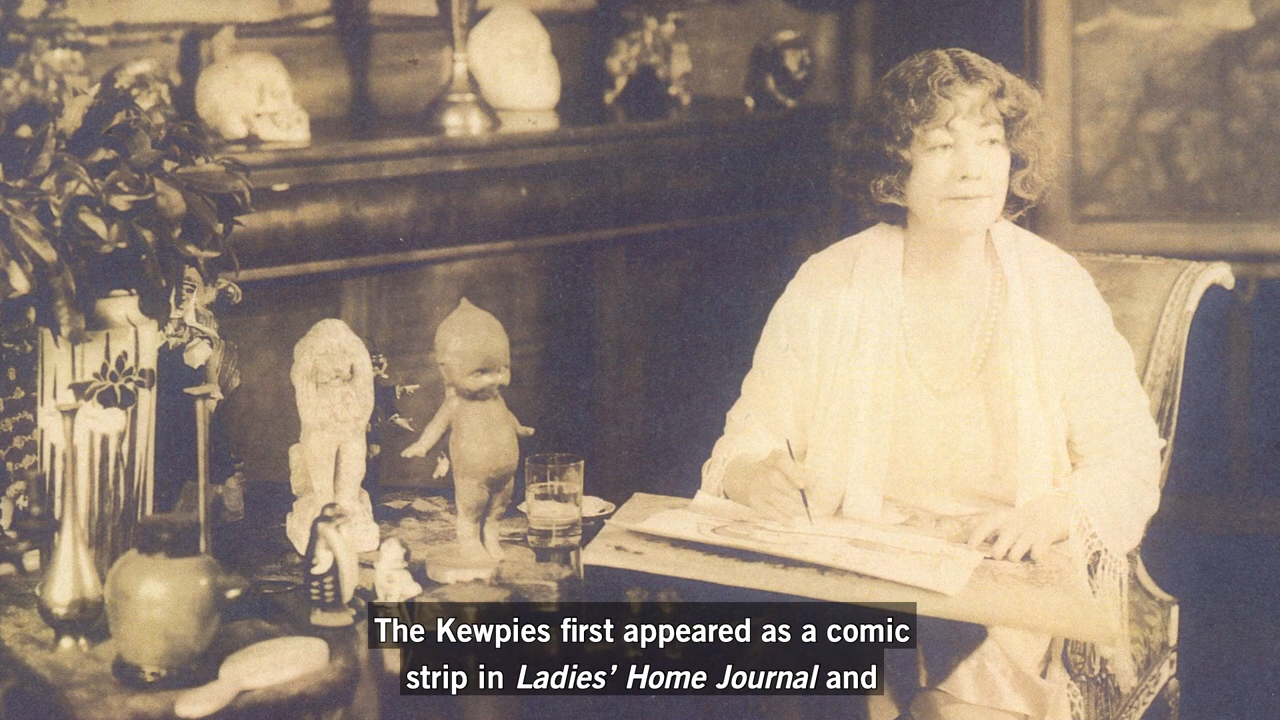 The Kewpies first appeared as a comic
strip in Ladies’ Home Journal and